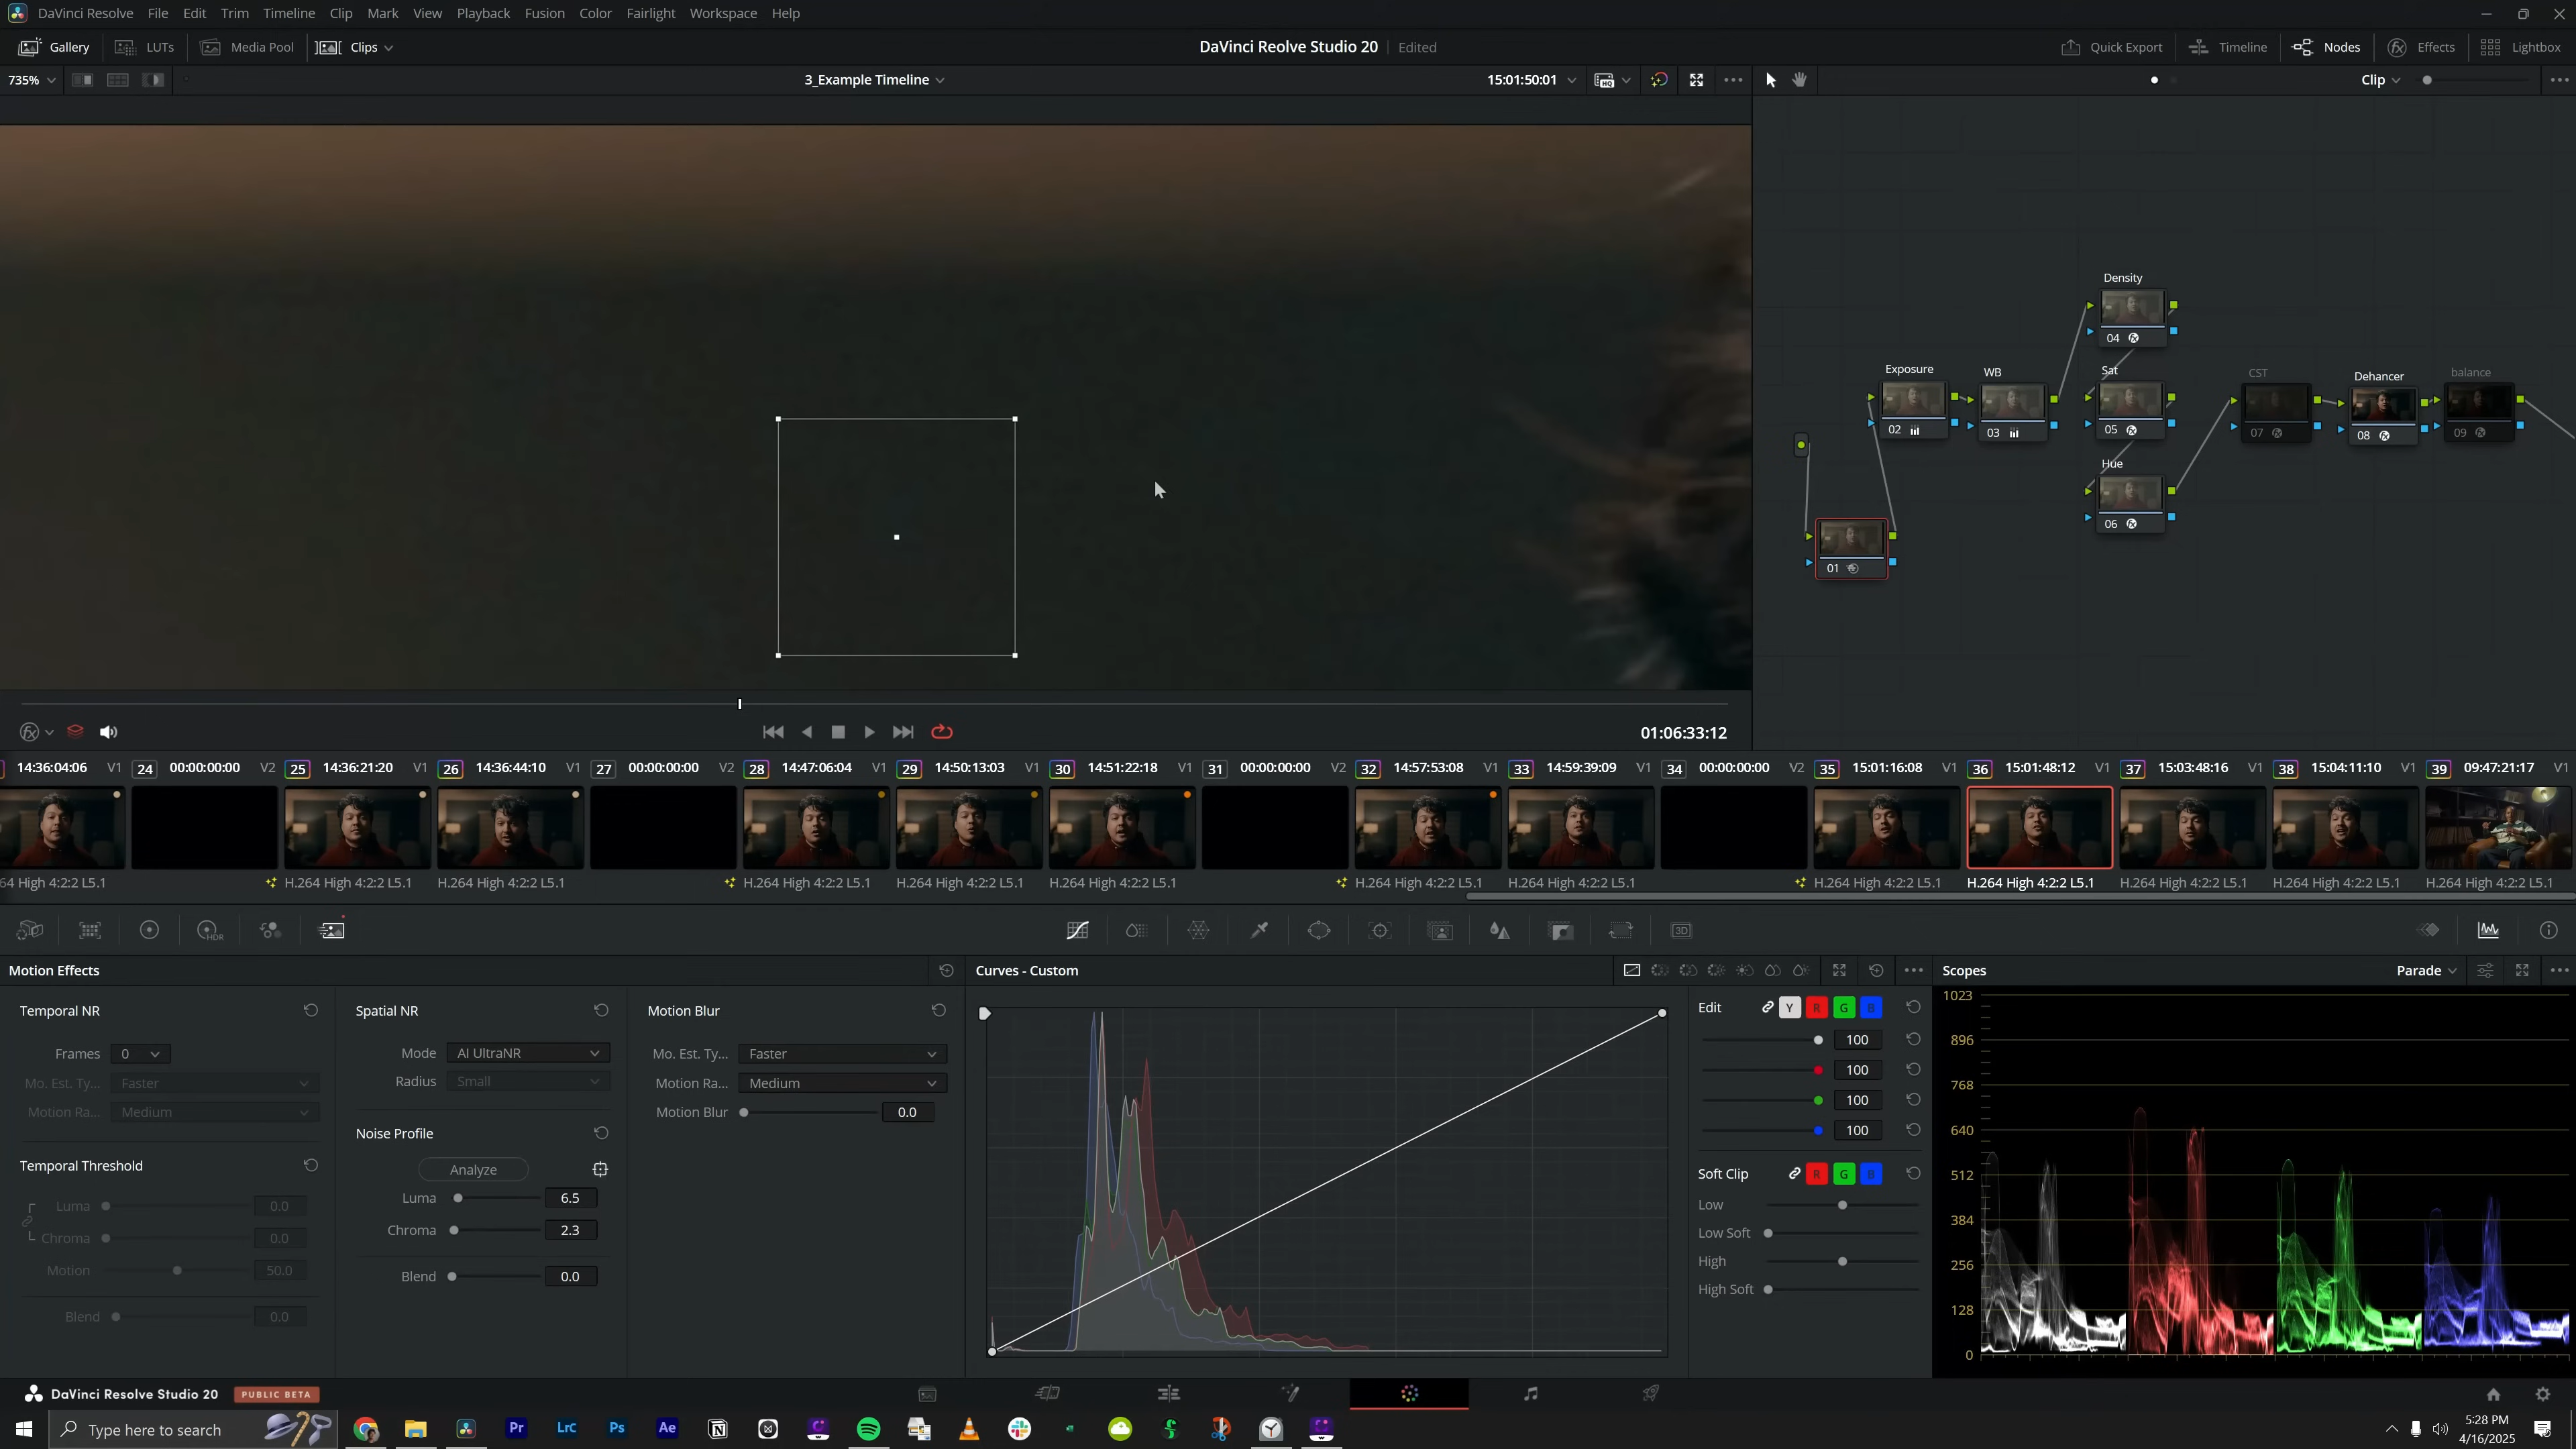 DaVinci Resolve File Edit Trim Timeline Clip Mark View Playback Fusion Color Fairlight Workspace Help
Gallery LUTs Media Pool Clips DaVinci Reolve Studio 20 Edited Quick Export Timeline Nodes Effects Lightbox
735% 3_Example Timeline 15:01:50:01 Clip
Density
04
Exposure WB Sat CST Dehancer balance
02 03 05 07 08 09
Hue
06
01
01:06:33:12
14:36:04:06 V1 24 00:00:00:00 V2 25 14:36:21:20 V1 26 14:36:44:10 V1 27 00:00:00:00 V2 28 14:47:06:04 V1 29 14:50:13:03 V1 30 14:51:22:18 V1 31 00:00:00:00 V2 32 14:57:53:08 V1 33 14:59:39:09 V1 34 00:00:00:00 V2 35 15:01:16:08 V1 36 15:01:48:12 V1 37 15:03:48:16 V1 38 15:04:11:10 V1 39 09:47:21:17 V1
64 High 4:2:2 L5.1 H.264 High 4:2:2 L5.1 H.264 High 4:2:2 L5.1 H.264 High 4:2:2 L5.1 H.264 High 4:2:2 L5.1 H.264 High 4:2:2 L5.1 H.264 High 4:2:2 L5.1 H.264 High 4:2:2 L5.1 H.264 High 4:2:2 L5.1 H.264 High 4:2:2 L5.1 H.264 High 4:2:2 L5.1 H.264 High 4:2:2 L5.1 H.264 High 4:2:2 L5.1
HDR 3D
Motion Effects Curves - Custom Scopes Parade
Temporal NR Spatial NR Motion Blur Edit Y R G B 1023
Frames 0 Mode AI UltraNR Mo. Est. Ty... Faster 100 896
Mo. Est. Ty... Faster Radius Small Motion Ra... Medium 100 768
Motion Ra... Medium Motion Blur 0.0 100 640
Noise Profile 100
Temporal Threshold Analyze Soft Clip R G B 512
Luma 0.0 Luma 6.5 Low 384
Chroma 0.0 Chroma 2.3 Low Soft
Motion 50.0 Blend 0.0 High 256
High Soft
Blend 0.0 128
0
DaVinci Resolve Studio 20 PUBLIC BETA
Type here to search Pr Lrc Ps Ae 5:28 PM
4/16/2025